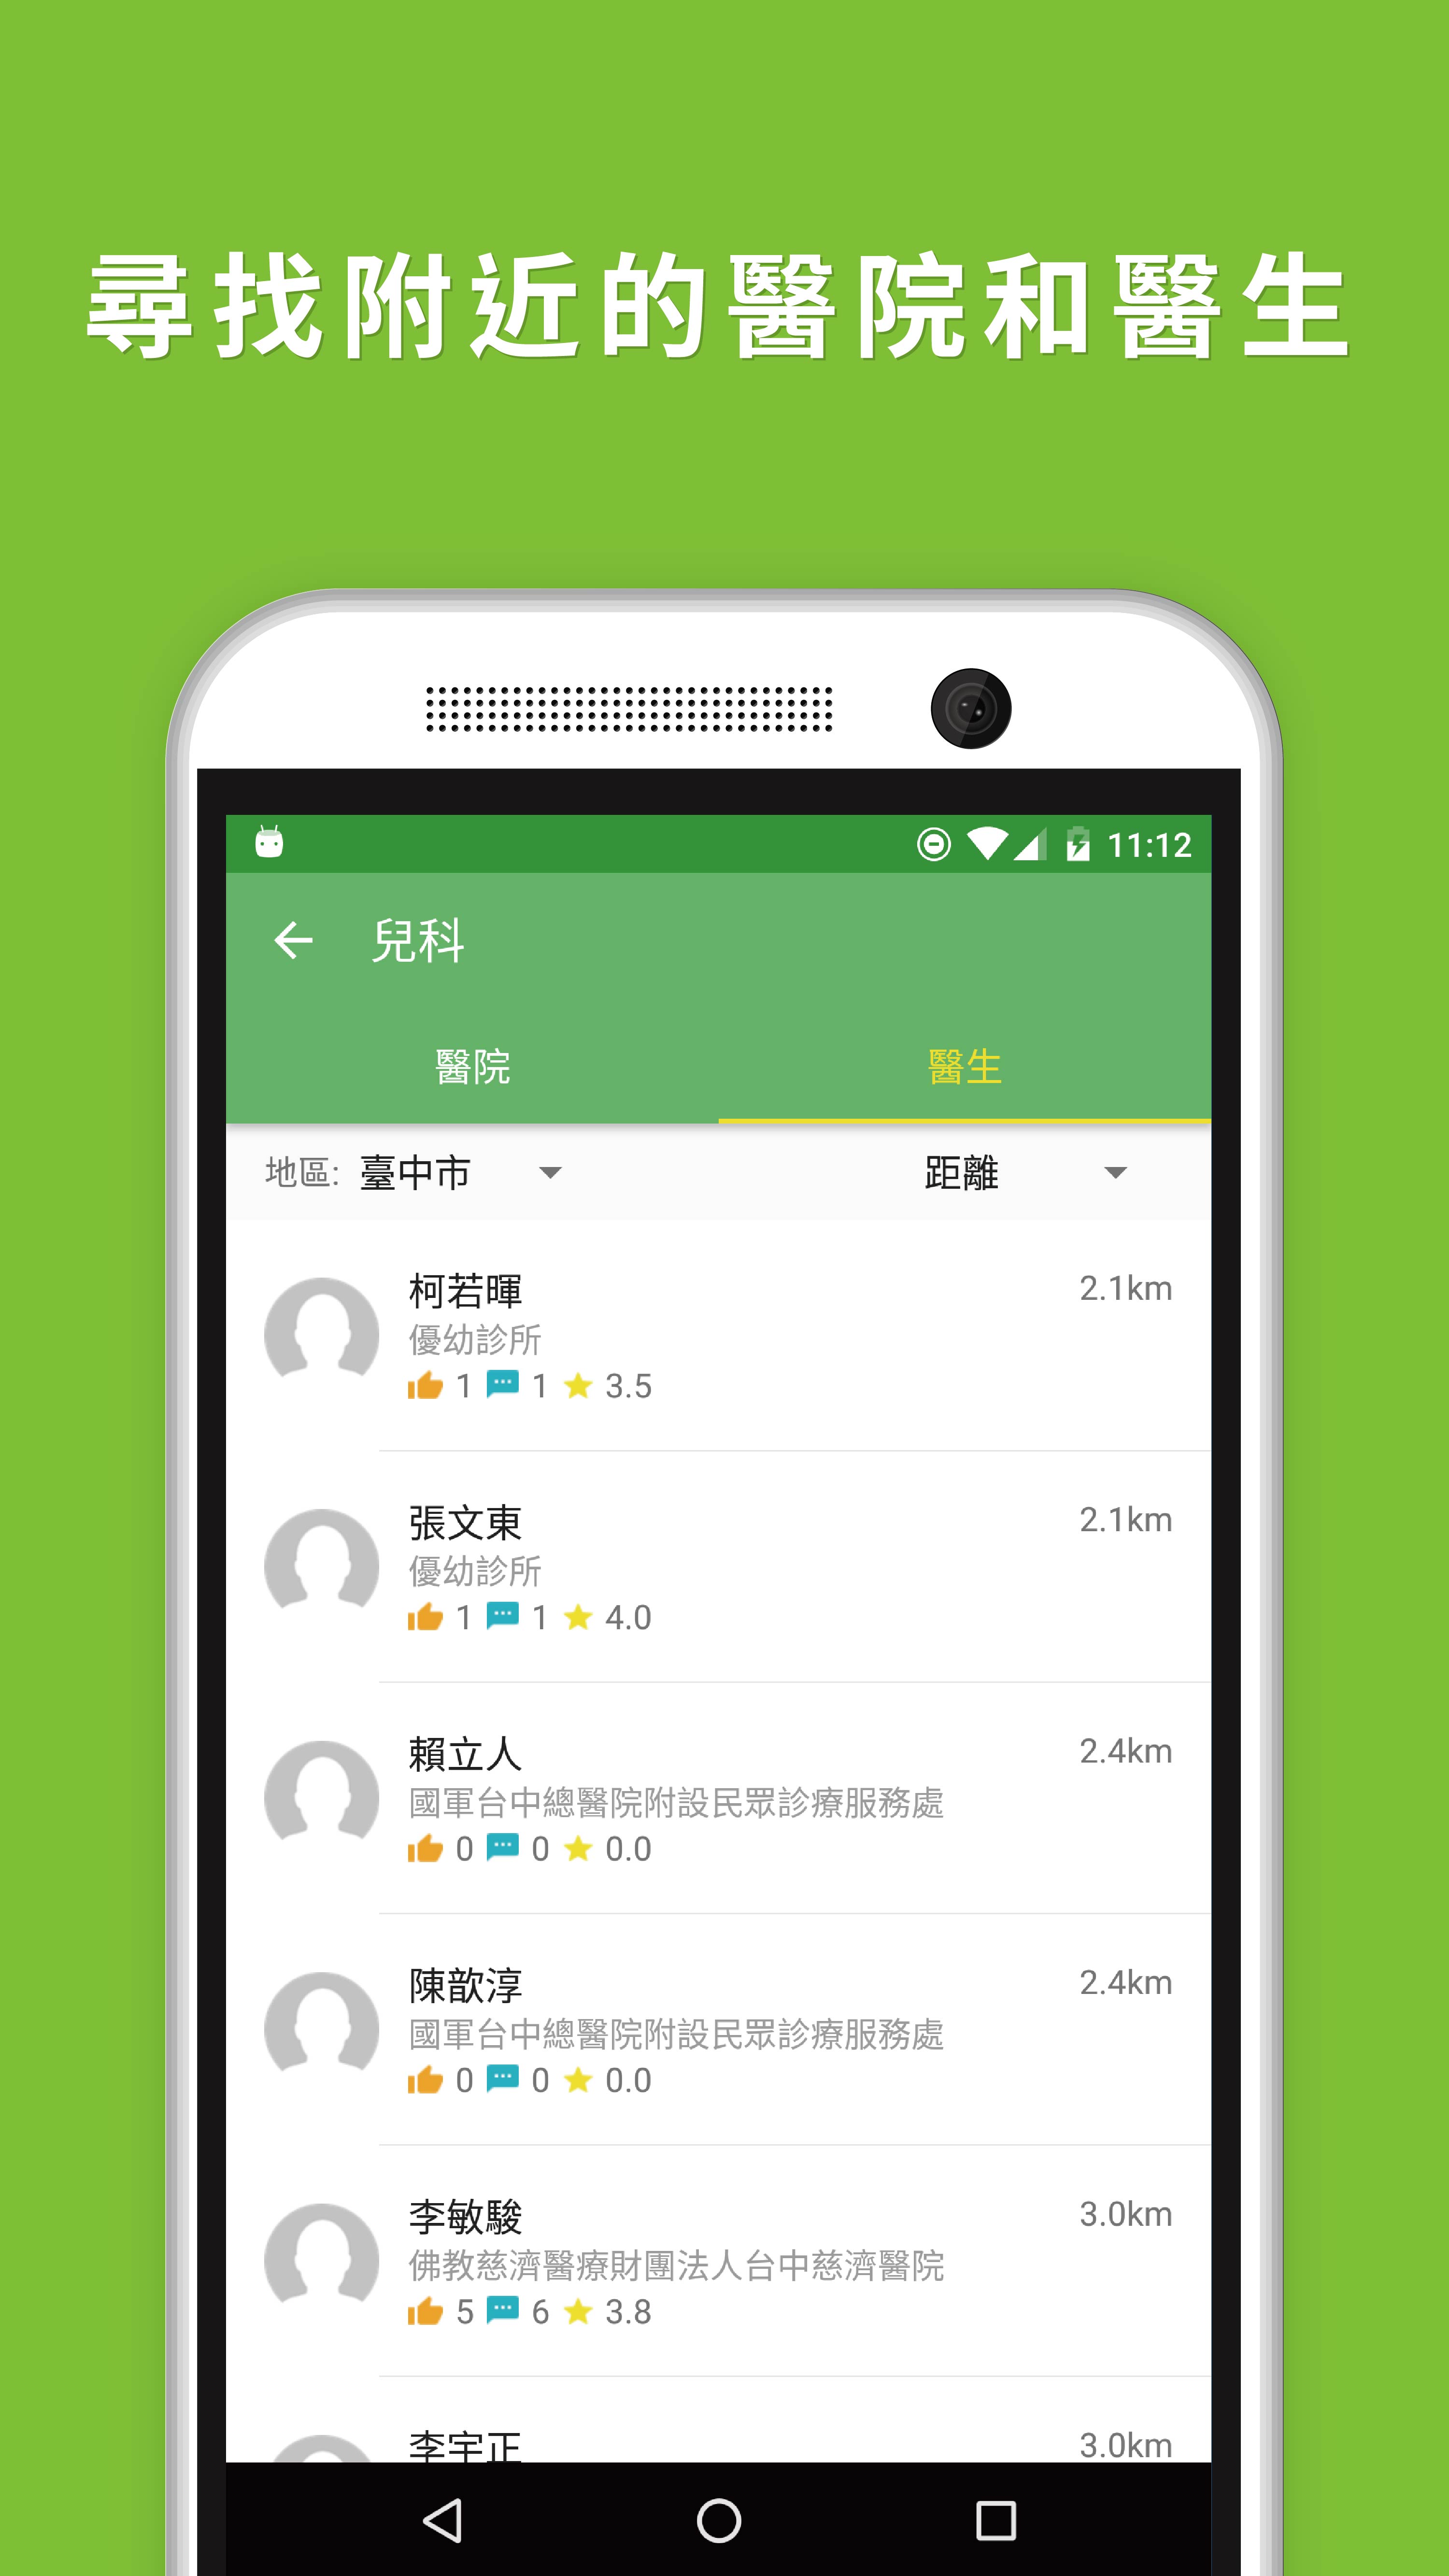 尋找附近的醫院和醫生
11:12
兒科
醫院 醫生
地區: 臺中市 距離
柯若暉 2.1km
優幼診所
1 1 3.5
張文東 2.1km
優幼診所
1 1 4.0
賴立人 2.4km
國軍台中總醫院附設民眾診療服務處
0 0 0.0
陳歆淳 2.4km
國軍台中總醫院附設民眾診療服務處
0 0 0.0
李敏駿 3.0km
佛教慈濟醫療財團法人台中慈濟醫院
5 6 3.8
李宇正 3.0km